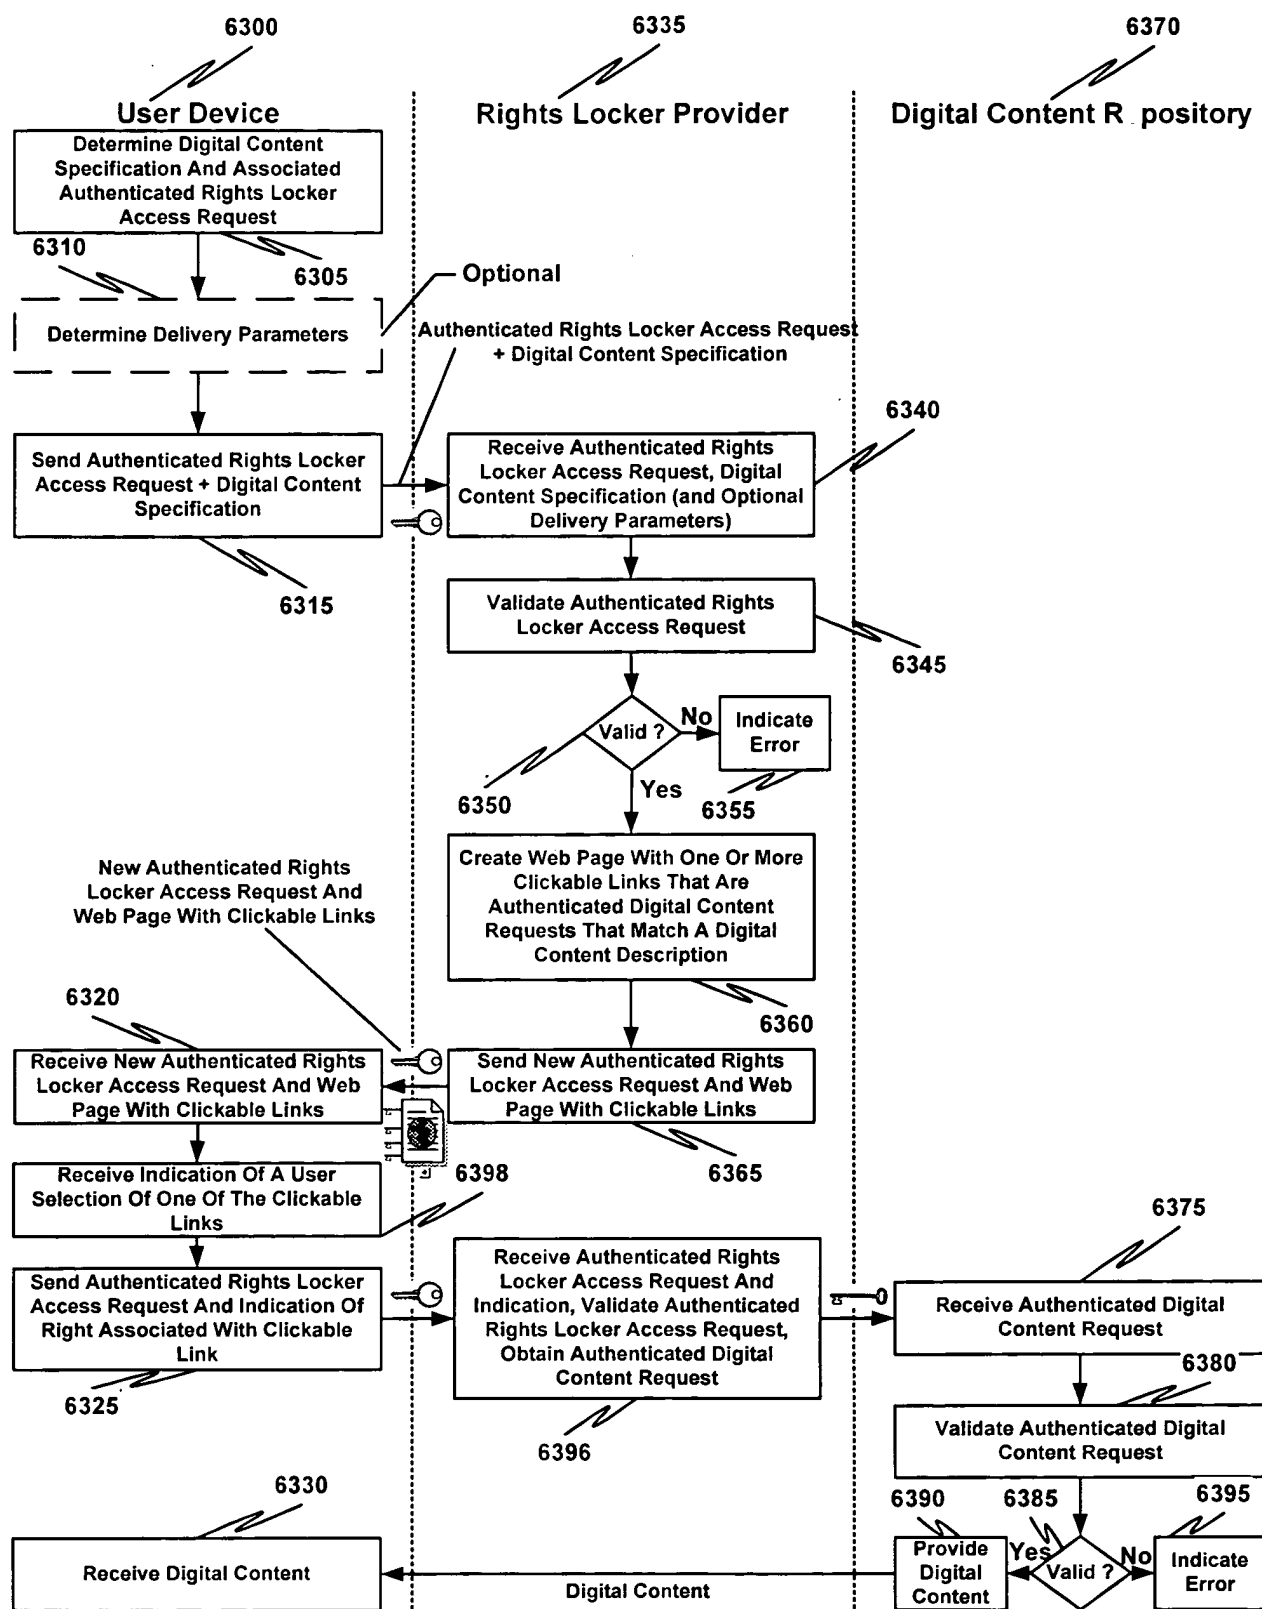 6300
6335
6370
User Device
Rights Locker Provider
Digital Content R pository
Determine Digital Content
Specification And Associated
Authenticated Rights Locker
Access Request
6310
6305
Optional
Determine Delivery Parameters
Authenticated Rights Locker Access Request
+ Digital Content Specification
6340
Send Authenticated Rights Locker
Access Request + Digital Content
Specification
Receive Authenticated Rights
Locker Access Request, Digital
Content Specification (and Optional
Delivery Parameters)
6315
Validate Authenticated Rights
Locker Access Request
6345
Valid ?
No
Indicate
Error
6350
Yes
6355
Create Web Page With One Or More
Clickable Links That Are
Authenticated Digital Content
Requests That Match A Digital
Content Description
New Authenticated Rights
Locker Access Request And
Web Page With Clickable Links
6320
6360
Receive New Authenticated Rights
Locker Access Request And Web
Page With Clickable Links
Send New Authenticated Rights
Locker Access Request And Web
Page With Clickable Links
6365
Receive Indication Of A User
Selection Of One Of The Clickable
Links
6398
6375
Send Authenticated Rights Locker
Access Request And Indication Of
Right Associated With Clickable
Link
Receive Authenticated Rights
Locker Access Request And
Indication, Validate Authenticated
Rights Locker Access Request,
Obtain Authenticated Digital
Content Request
Receive Authenticated Digital
Content Request
6325
6380
6396
Validate Authenticated Digital
Content Request
6330
6390
6385
6395
Receive Digital Content
Digital Content
Provide
Digital
Content
Yes
Valid ?
No
Indicate
Error